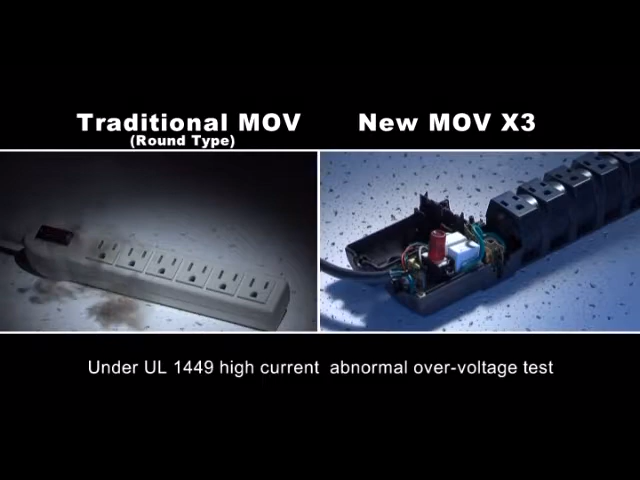 Traditional MOV
(Round Type)
New MOV X3
Under UL 1449 high current abnormal over-voltage test